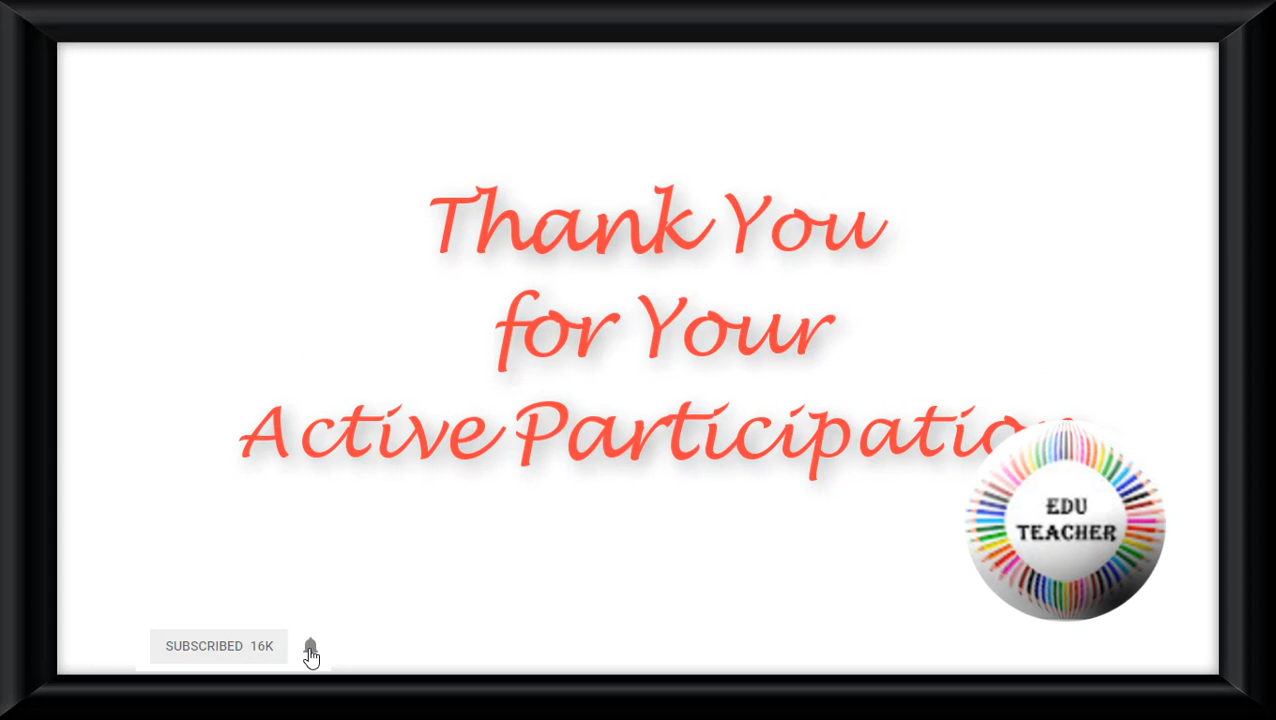 Thank You
for Your
Active Participation
EDU
TEACHER
SUBSCRIBED 16K